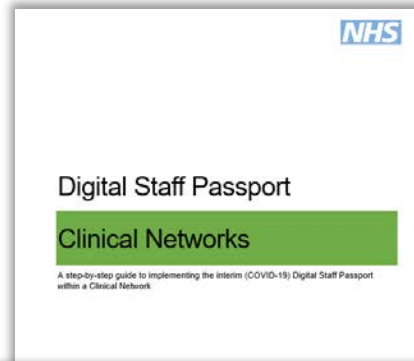 NHS
Digital Staff Passport
Clinical Networks
A step-by-step guide to implementing the interim (COVID-19) Digital Staff Passport
within a Clinical Network